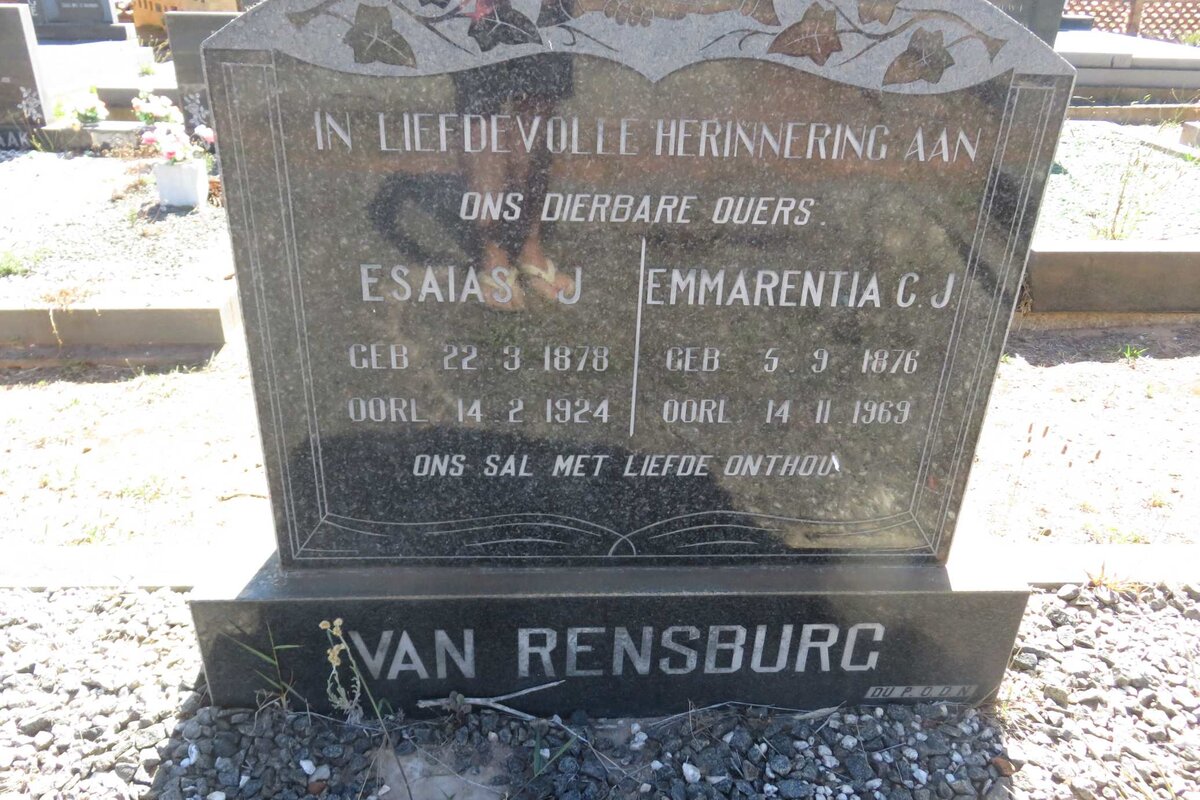 IN LIEFDEVOLLE HERINNERING AAN
ONS DIERBARE OUERS.
ESAIAS J
GEB 22 3 1878
OORL 14 2 1924
EMMARENTIA C J
GEB 5 9 1876
OORL 14 11 1969
ONS SAL MET LIEFDE ONTHOU
VAN RENSBURG
DU P. O.D.N.